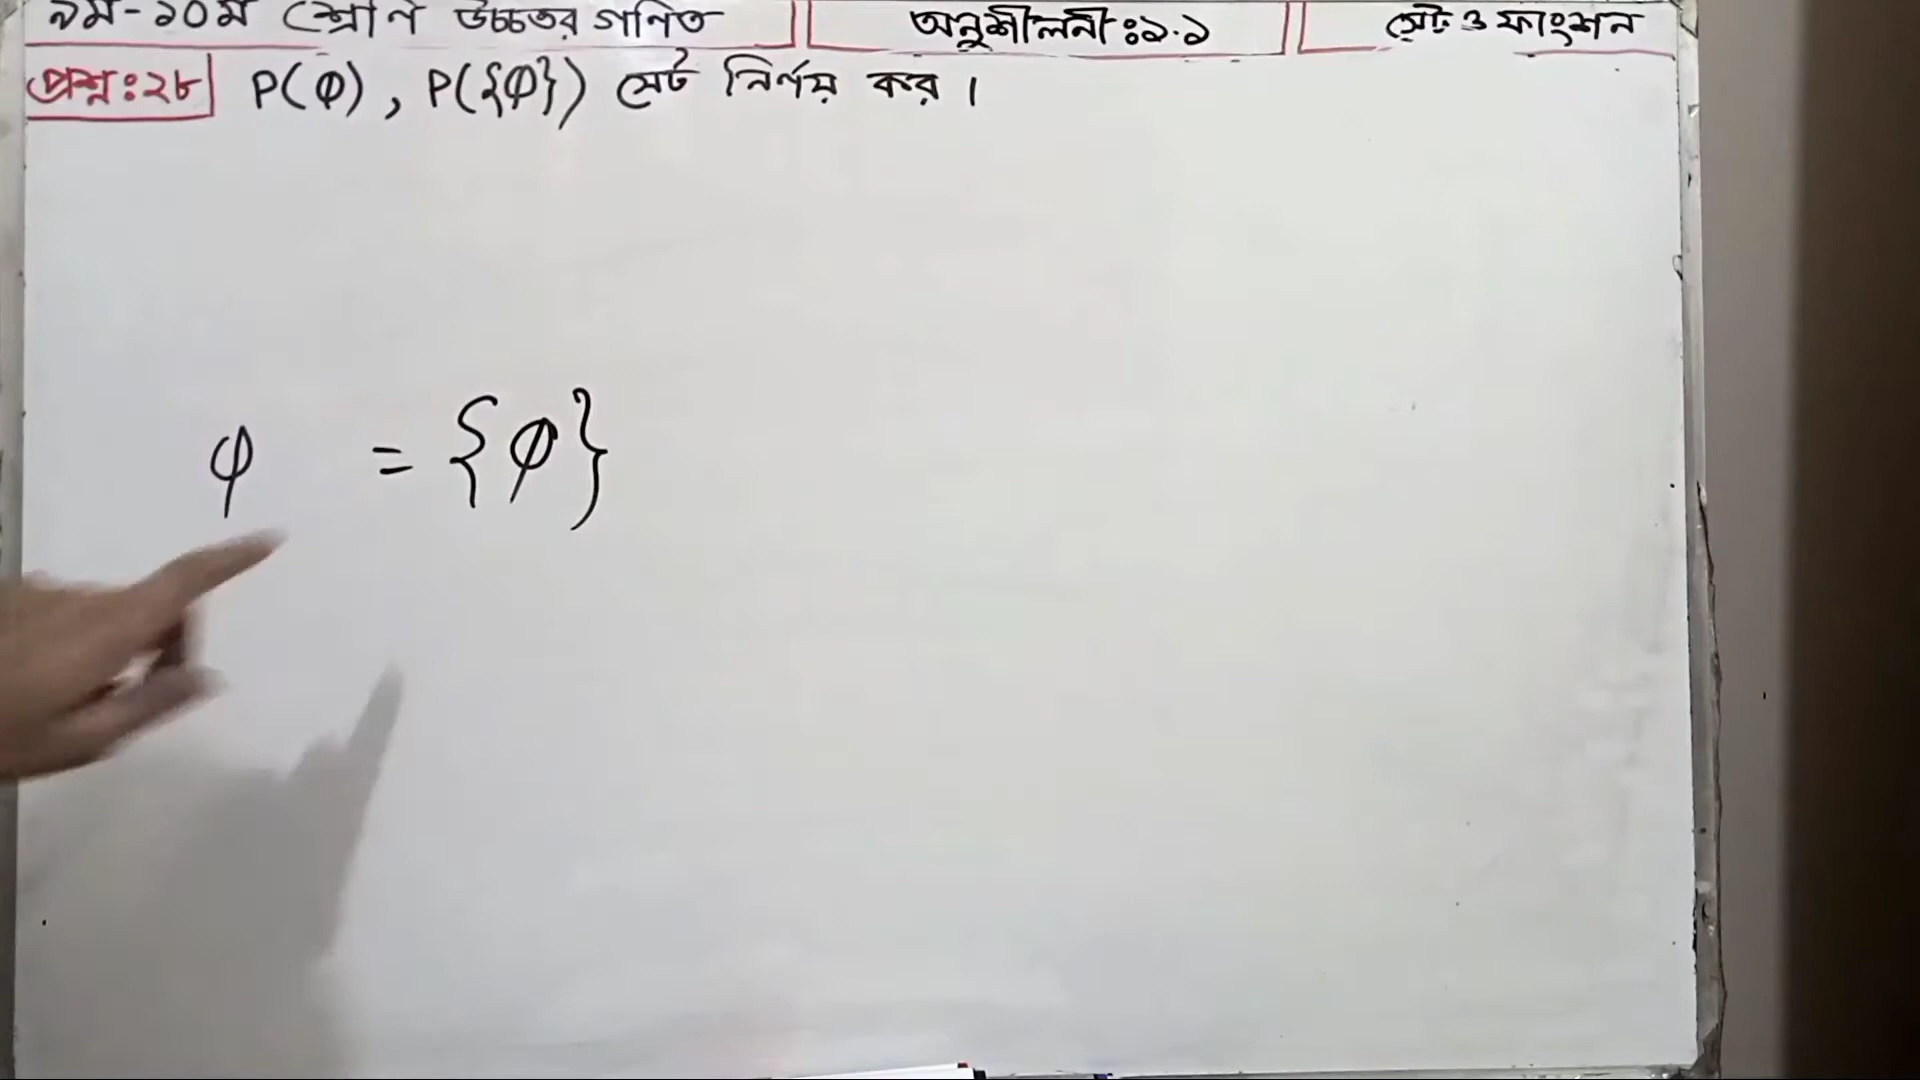 ৯ম-১০ম শ্রেণি উচ্চতর গণিত
অনুশীলনীঃ১.১
সেট ও ফাংশন
প্রশ্নঃ২৮ P(Φ), P({Φ}) সেট নির্ণয় কর।
Φ = {Φ}